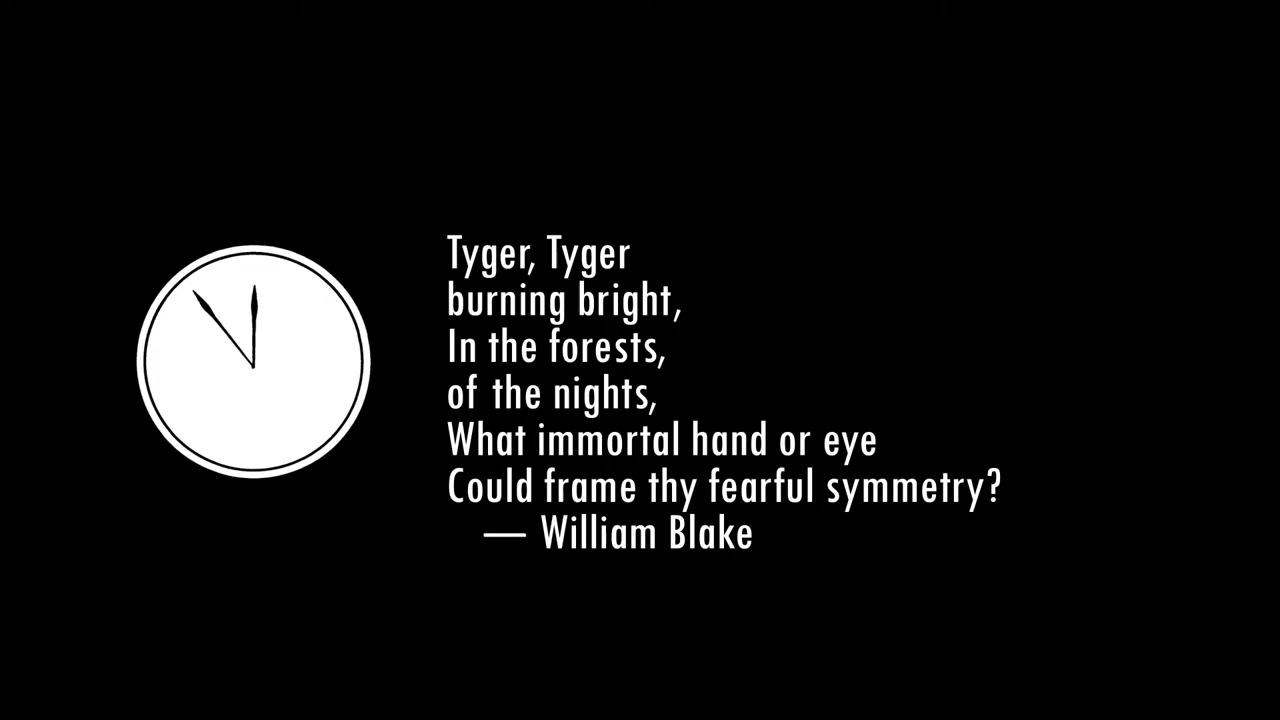 Tyger, Tyger
burning bright,
In the forests,
of the nights,
What immortal hand or eye
Could frame thy fearful symmetry?
— William Blake